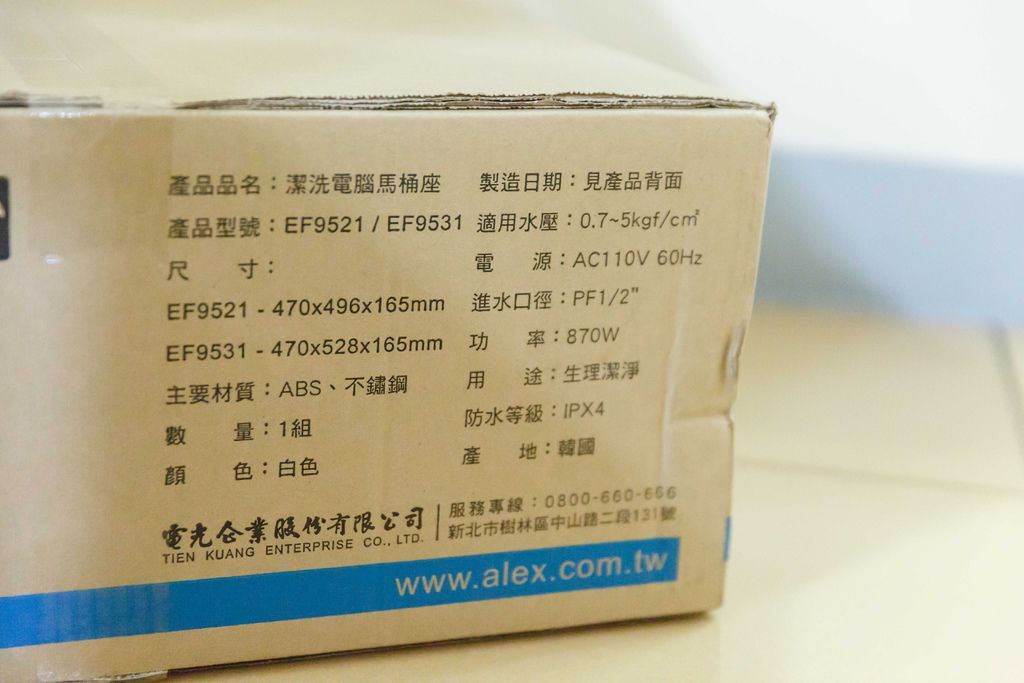 產品品名：潔洗電腦馬桶座
產品型號：EF9521 / EF9531
尺　　寸：
EF9521 - 470x496x165mm
EF9531 - 470x528x165mm
主要材質：ABS、不鏽鋼
數　　量：1組
顏　　色：白色
製造日期：見產品背面
適用水壓：0.7~5kgf/cm²
電　　源：AC110V 60Hz
進水口徑：PF1/2"
功　　率：870W
用　　途：生理潔淨
防水等級：IPX4
產　　地：韓國
電光企業股份有限公司
TIEN KUANG ENTERPRISE CO., LTD.
服務專線：0800-660-666
新北市樹林區中山路二段131號
www.alex.com.tw